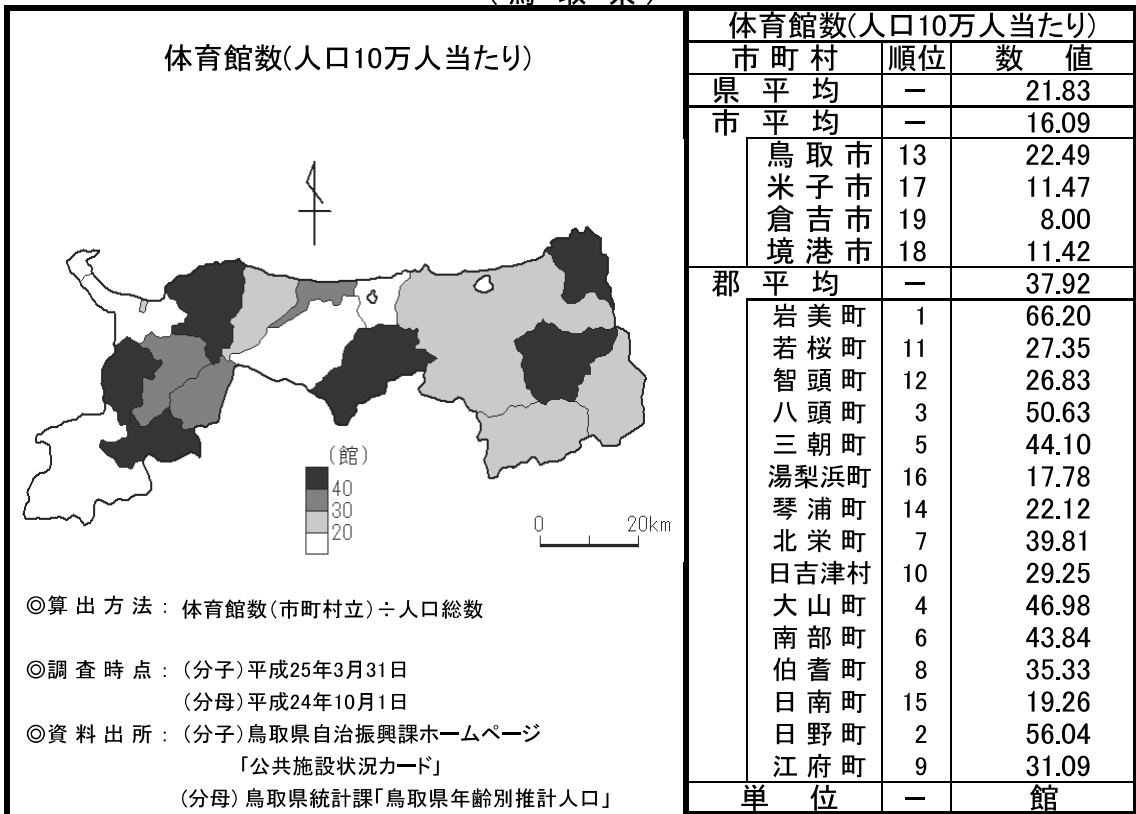 (鳥取県)
体育館数(人口10万人当たり)
(館)
40
30
20
0 20km
◎算出方法: 体育館数(市町村立)÷人口総数
◎調査時点: (分子)平成25年3月31日
(分母)平成24年10月1日
◎資料出所: (分子)鳥取県自治振興課ホームページ
「公共施設状況カード」
(分母)鳥取県統計課「鳥取県年齢別推計人口」
体育館数(人口10万人当たり)
市町村 順位 数値
県平均 - 21.83
市平均 - 16.09
鳥取市 13 22.49
米子市 17 11.47
倉吉市 19 8.00
境港市 18 11.42
郡平均 - 37.92
岩美町 1 66.20
若桜町 11 27.35
智頭町 12 26.83
八頭町 3 50.63
三朝町 5 44.10
湯梨浜町 16 17.78
琴浦町 14 22.12
北栄町 7 39.81
日吉津村 10 29.25
大山町 4 46.98
南部町 6 43.84
伯耆町 8 35.33
日南町 15 19.26
日野町 2 56.04
江府町 9 31.09
単位 - 館